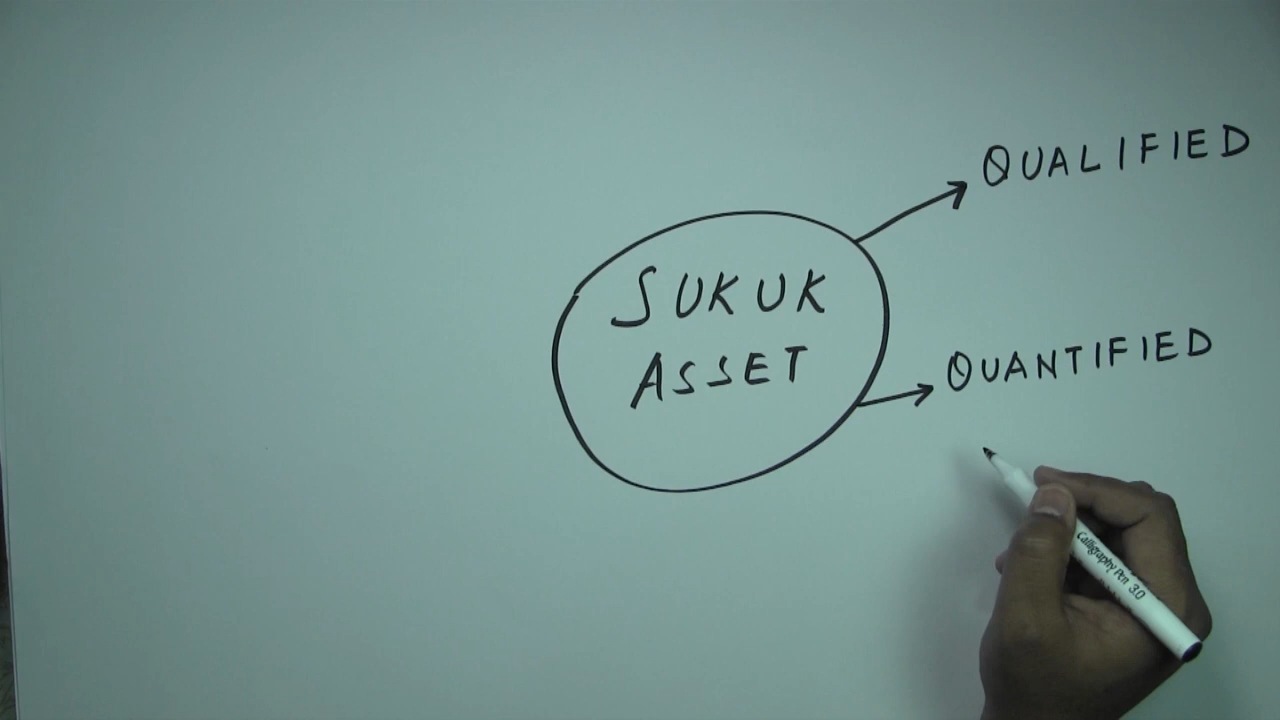 QUALIFIED
SUKUK
ASSET
QUANTIFIED
Calligraphy Pen 3.0